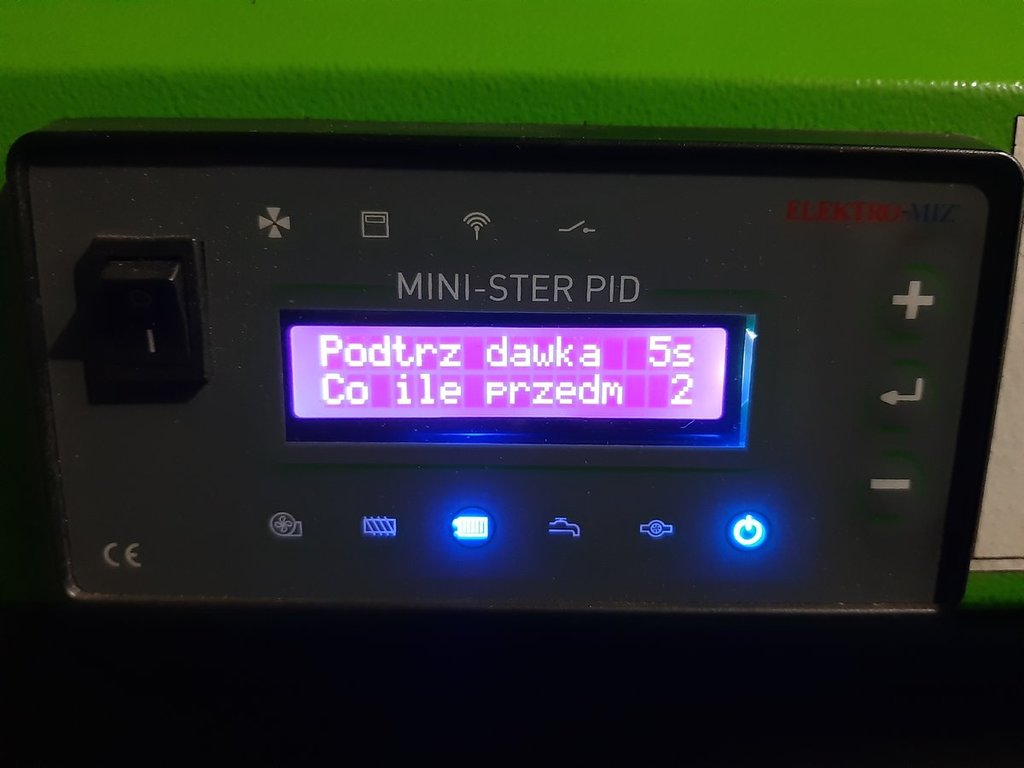 ELEKTRO-MIZ
MINI-STER PID
Podtrz dawka 5s
Co ile przedm 2
CE